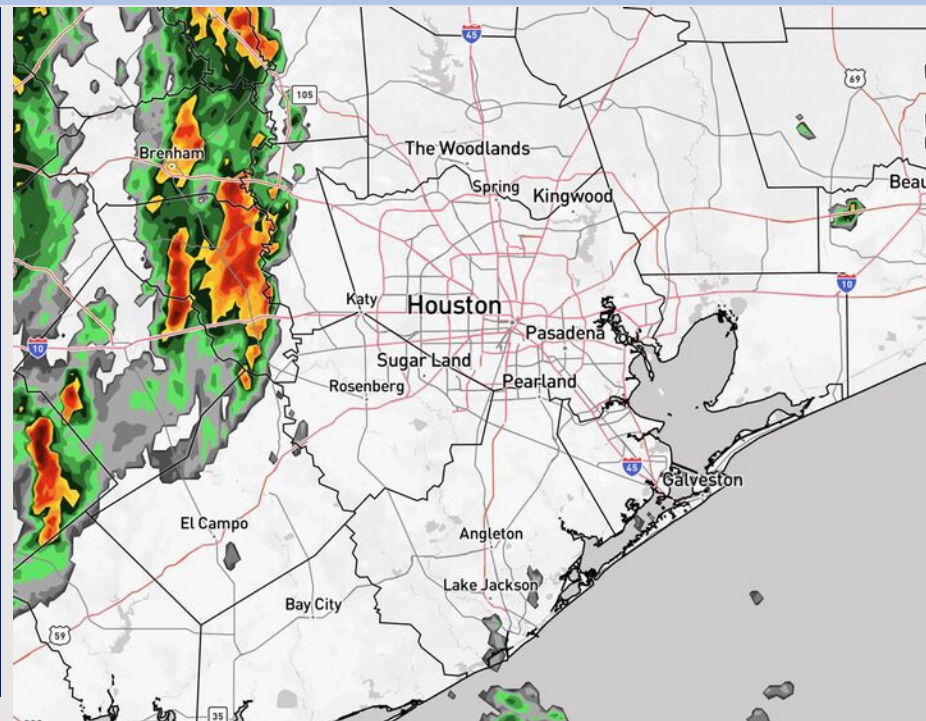 45
69
105
Brenham
The Woodlands
Spring
Kingwood
Beau
10
Katy
Houston
Pasadena
10
Sugar Land
Rosenberg
Pearland
45
Galveston
El Campo
Angleton
Lake Jackson
Bay City
59
35